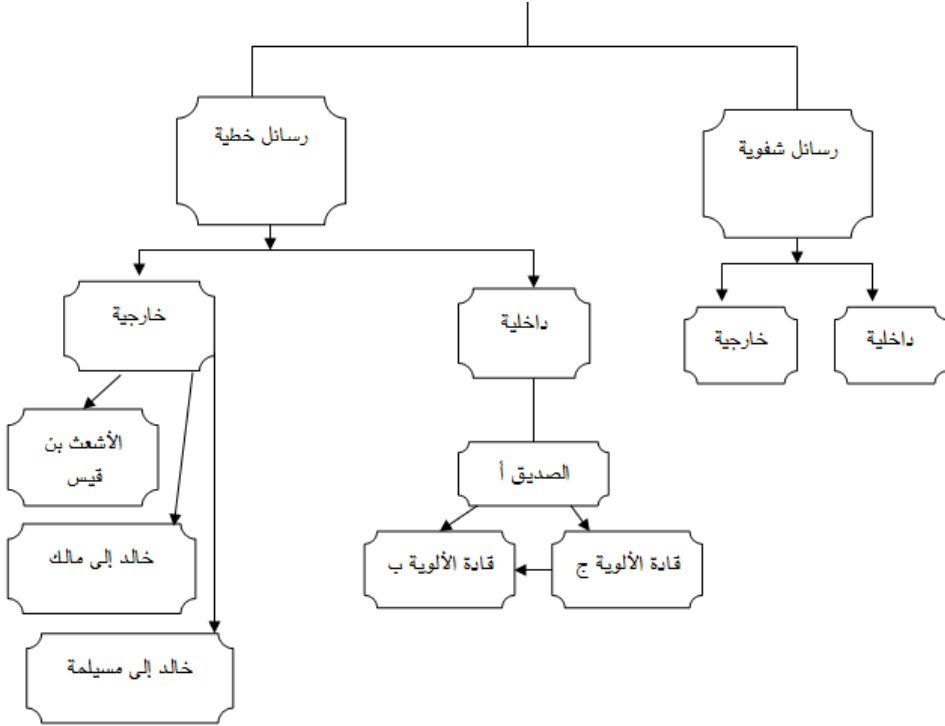 رسائل شفوية
رسائل خطية
داخلية
خارجية
داخلية
خارجية
الصديق أ
قادة الألوية ج
قادة الألوية ب
الأشعث بن
قيس
خالد إلى مالك
خالد إلى مسيلمة